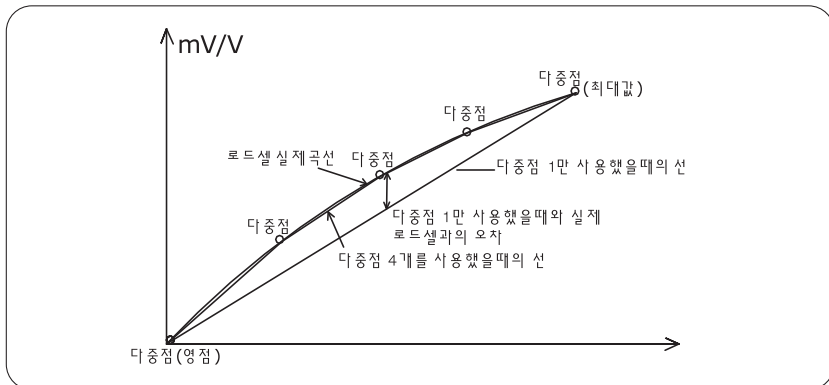 mV/V
다중점
(최대값)
다중점
로드셀실제곡선
다중점
다중점 1만 사용했을때의 선
다중점 1만 사용했을때와 실제
로드셀과의 오차
다중점
다중점 4개를 사용했을때의 선
다중점(영점)